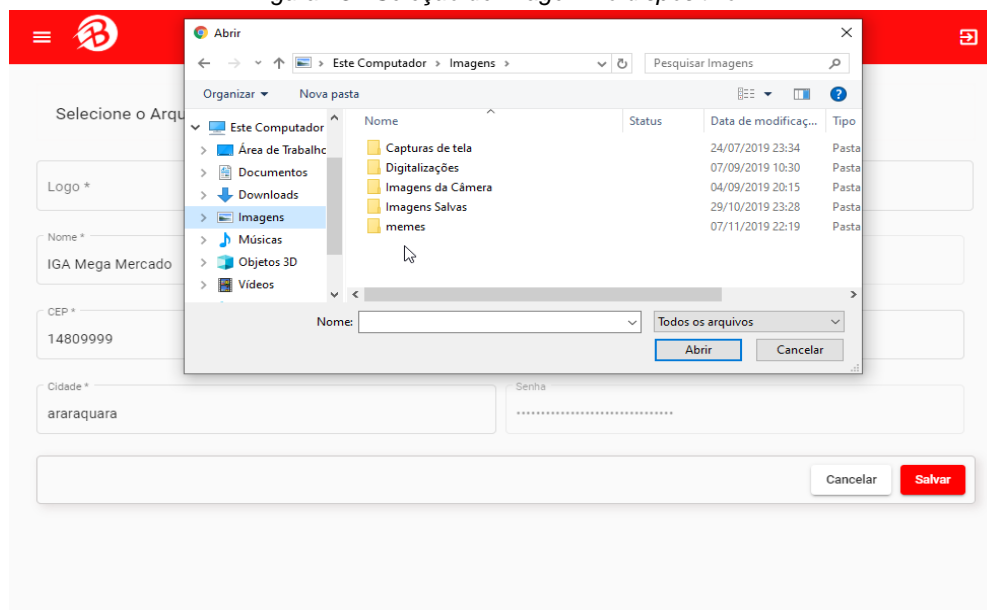 Abrir
Este Computador > Imagens >
Pesquisar Imagens
Organizar
Nova pasta
Este Computador
Área de Trabalho
Documentos
Downloads
Imagens
Músicas
Objetos 3D
Vídeos
Nome Status Data de modificaç... Tipo
Capturas de tela 24/07/2019 23:34 Pasta
Digitalizações 07/09/2019 10:30 Pasta
Imagens da Câmera 04/09/2019 20:15 Pasta
Imagens Salvas 29/10/2019 23:28 Pasta
memes 07/11/2019 22:19 Pasta
Nome:
Todos os arquivos
Abrir Cancelar
Selecione o Arqu
Logo *
Nome *
IGA Mega Mercado
CEP *
14809999
Cidade *
araraquara
Senha
Cancelar Salvar